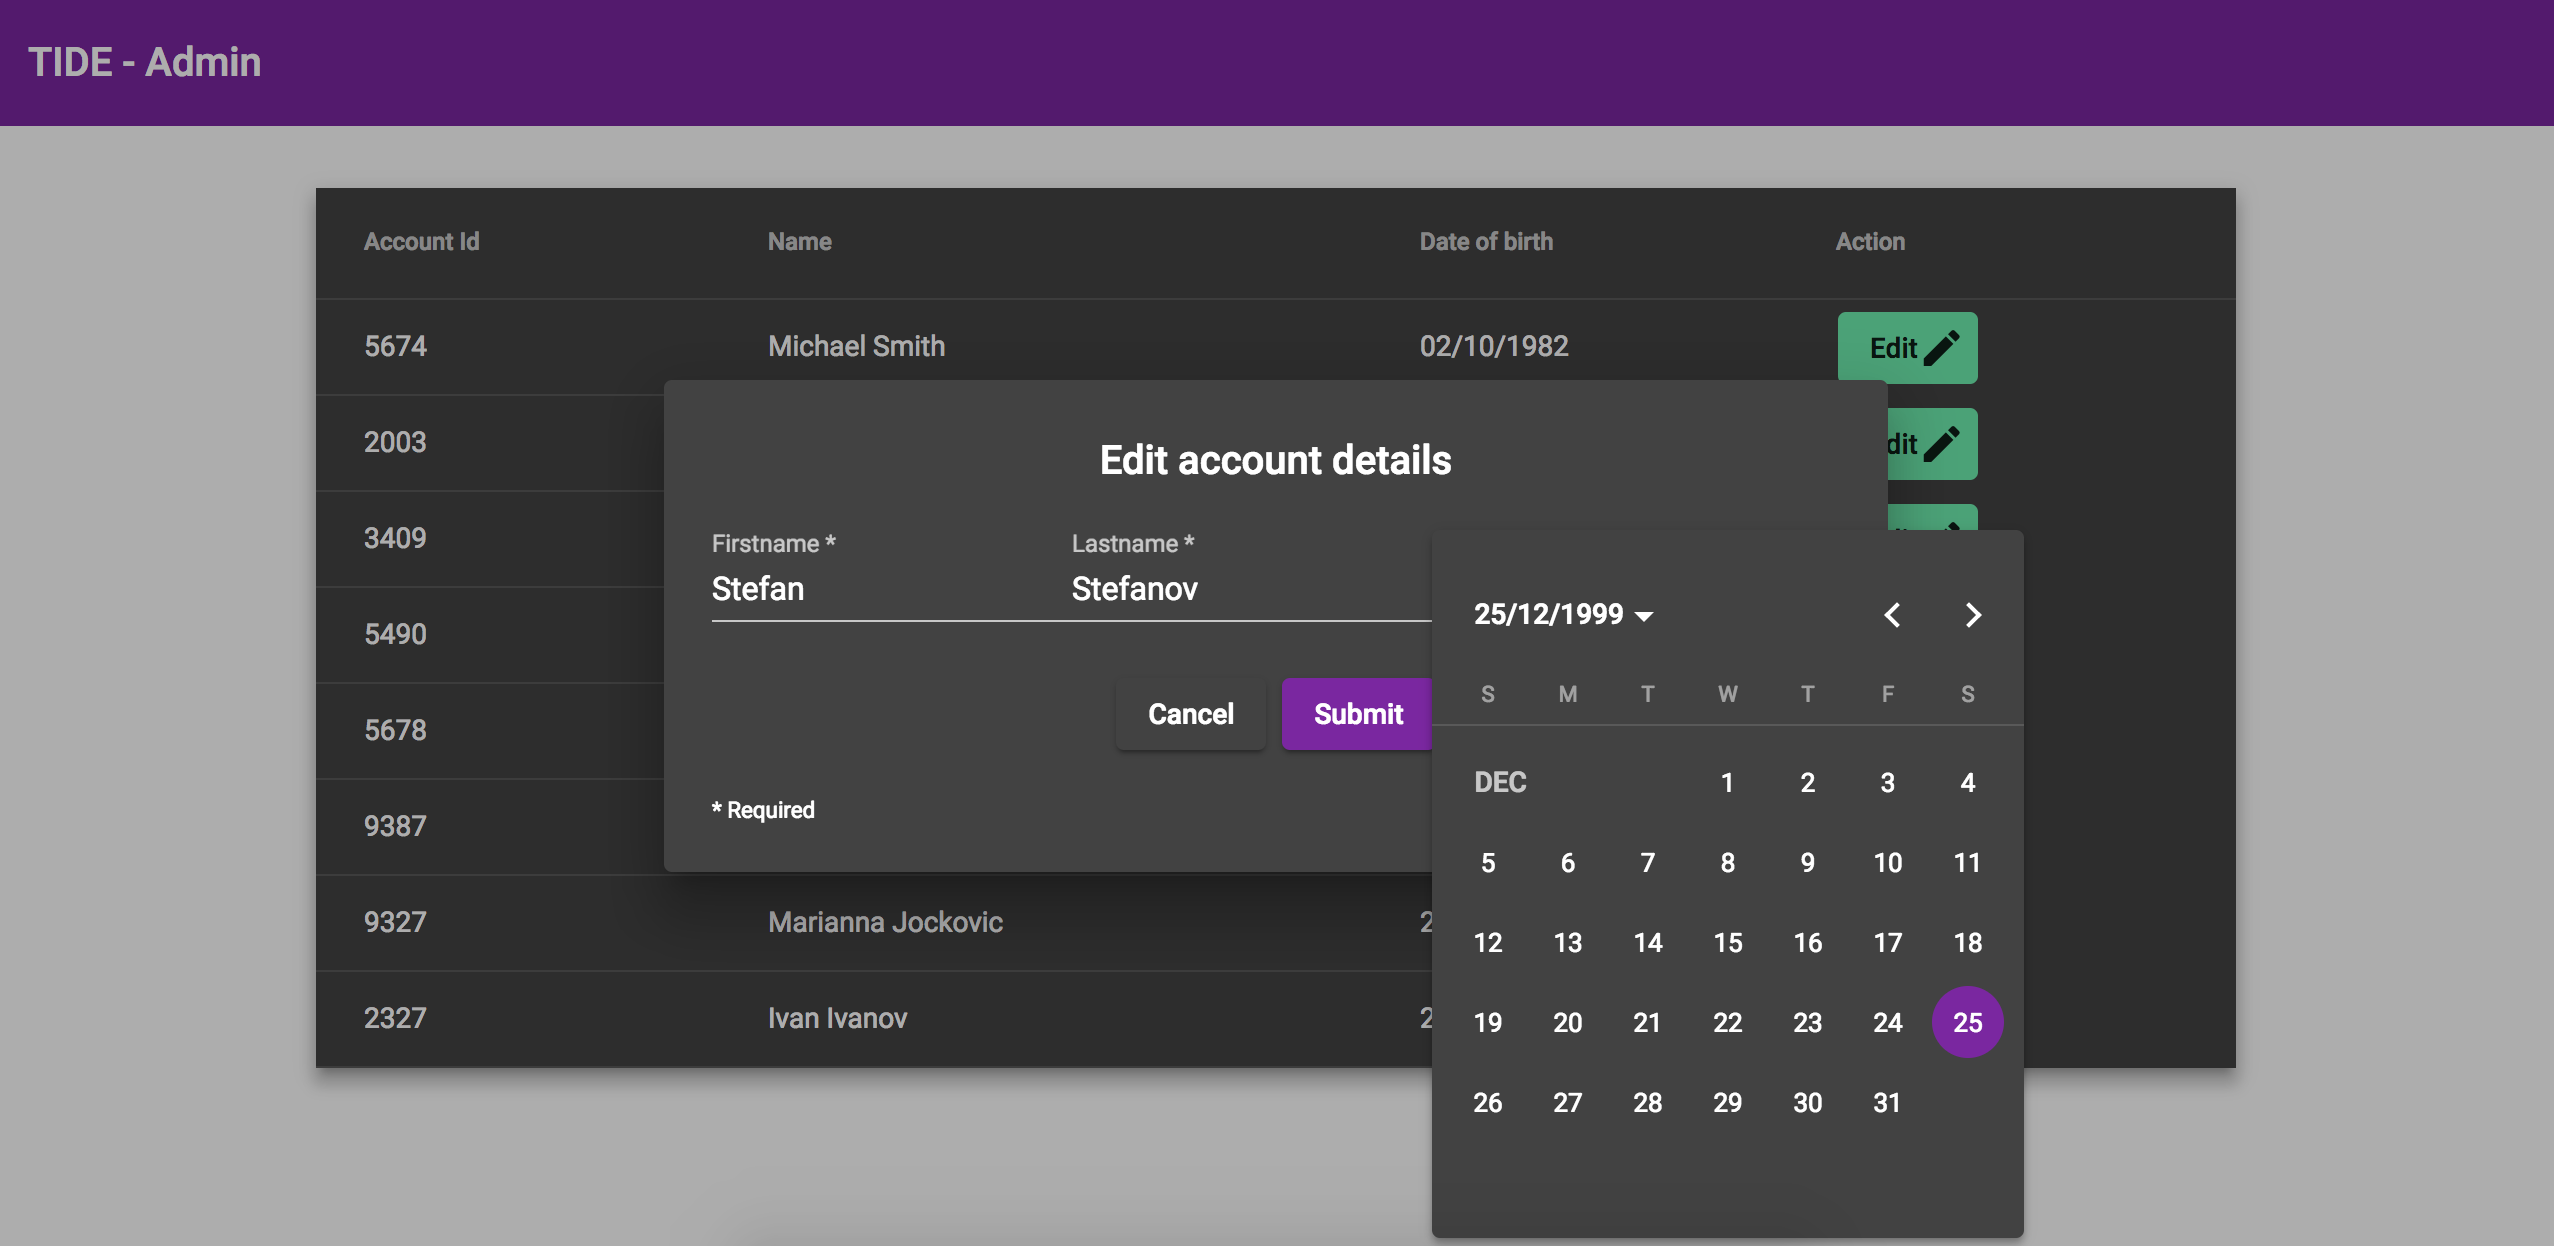 TIDE - Admin
Account Id Name Date of birth Action
5674 Michael Smith 02/10/1982 Edit
2003
3409
5490
5678
9387
9327 Marianna Jockovic
2327 Ivan Ivanov
Edit account details
Firstname * Lastname *
Stefan Stefanov
Cancel Submit
* Required
25/12/1999
S M T W T F S
DEC 1 2 3 4
5 6 7 8 9 10 11
12 13 14 15 16 17 18
19 20 21 22 23 24 25
26 27 28 29 30 31